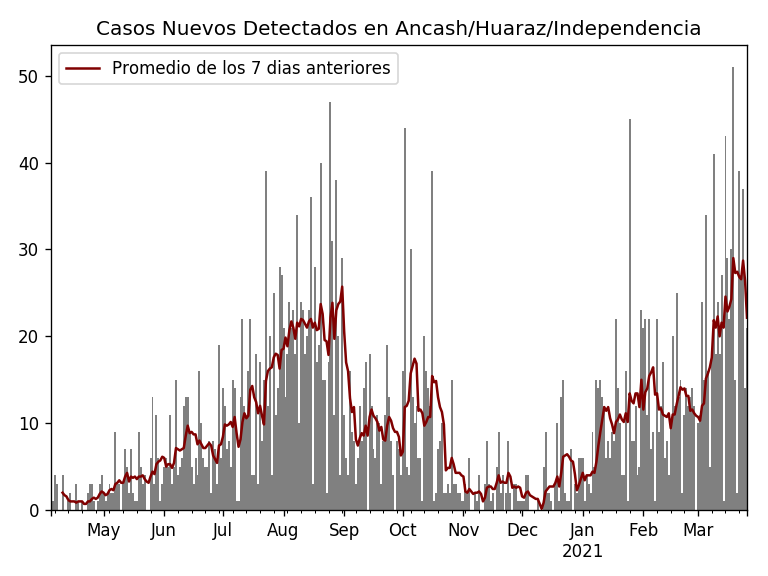 Casos Nuevos Detectados en Ancash/Huaraz/Independencia
Promedio de los 7 dias anteriores
50
40
30
20
10
0
May Jun Jul Aug Sep Oct Nov Dec Jan Feb Mar
2021